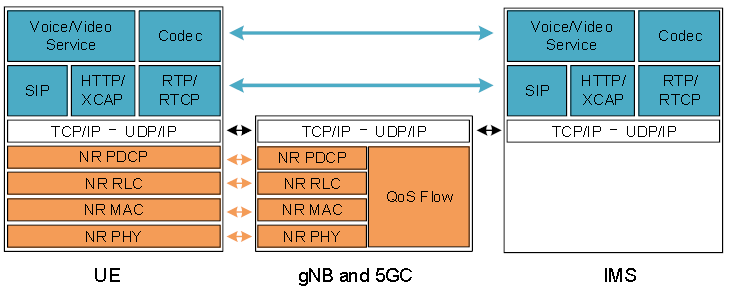 Voice/Video
Service
Codec
SIP
HTTP/
XCAP
RTP/
RTCP
TCP/IP – UDP/IP
NR PDCP
NR RLC
NR MAC
NR PHY
UE
TCP/IP – UDP/IP
NR PDCP
NR RLC
NR MAC
NR PHY
QoS Flow
gNB and 5GC
Voice/Video
Service
Codec
SIP
HTTP/
XCAP
RTP/
RTCP
TCP/IP – UDP/IP
IMS